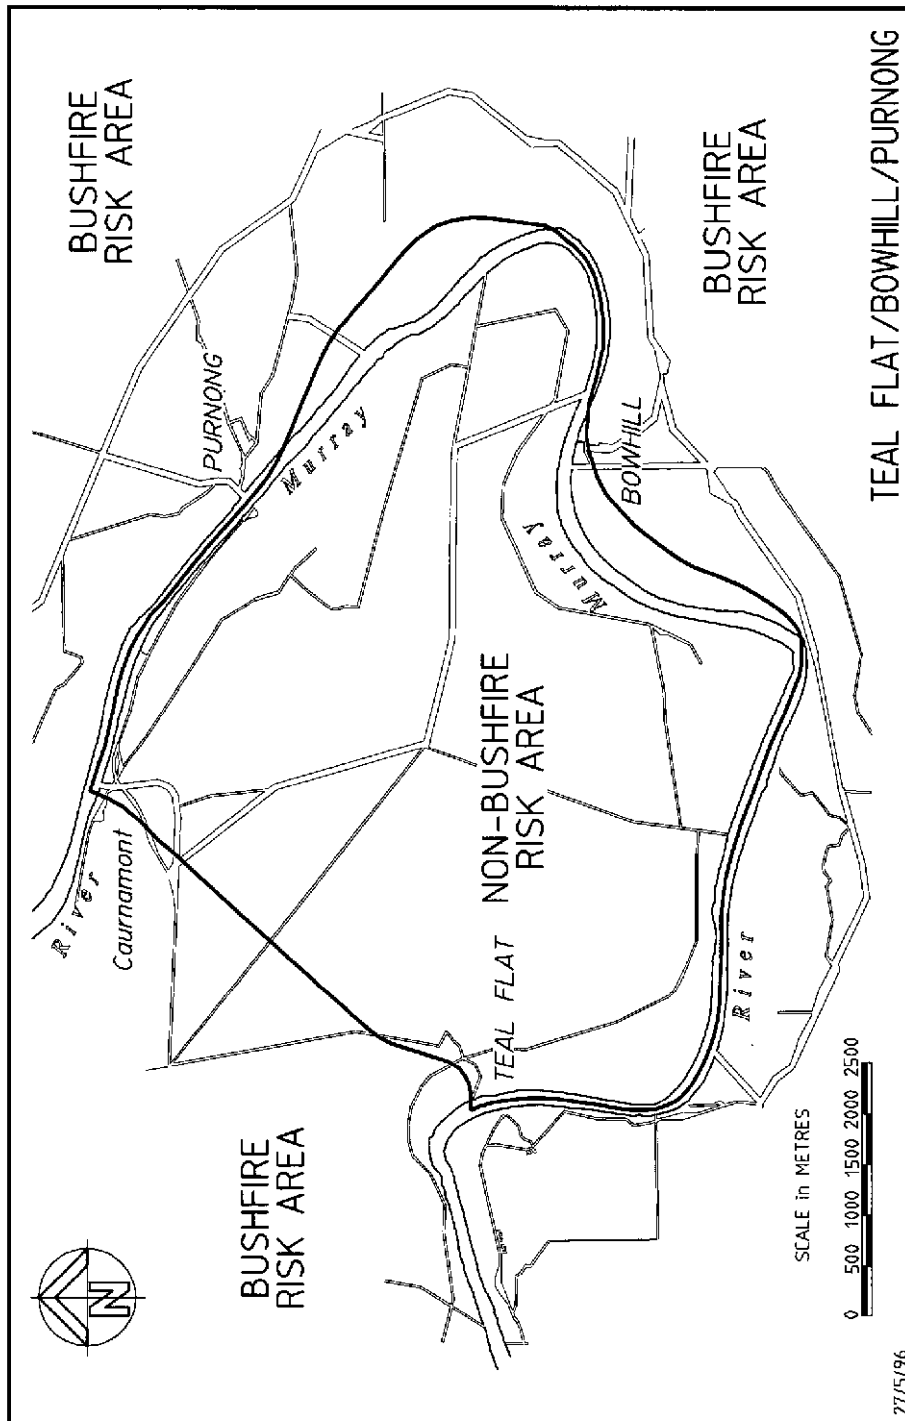 BUSHFIRE
RISK AREA
River
Caurnamont
PURNONG
Murray
BUSHFIRE
RISK AREA
N
TEAL FLAT
NON-BUSHFIRE
RISK AREA
Murray
BOWHILL
River
BUSHFIRE
RISK AREA
SCALE in METRES
0 500 1000 1500 2000 2500
TEAL FLAT/BOWHILL/PURNONG
27/5/96